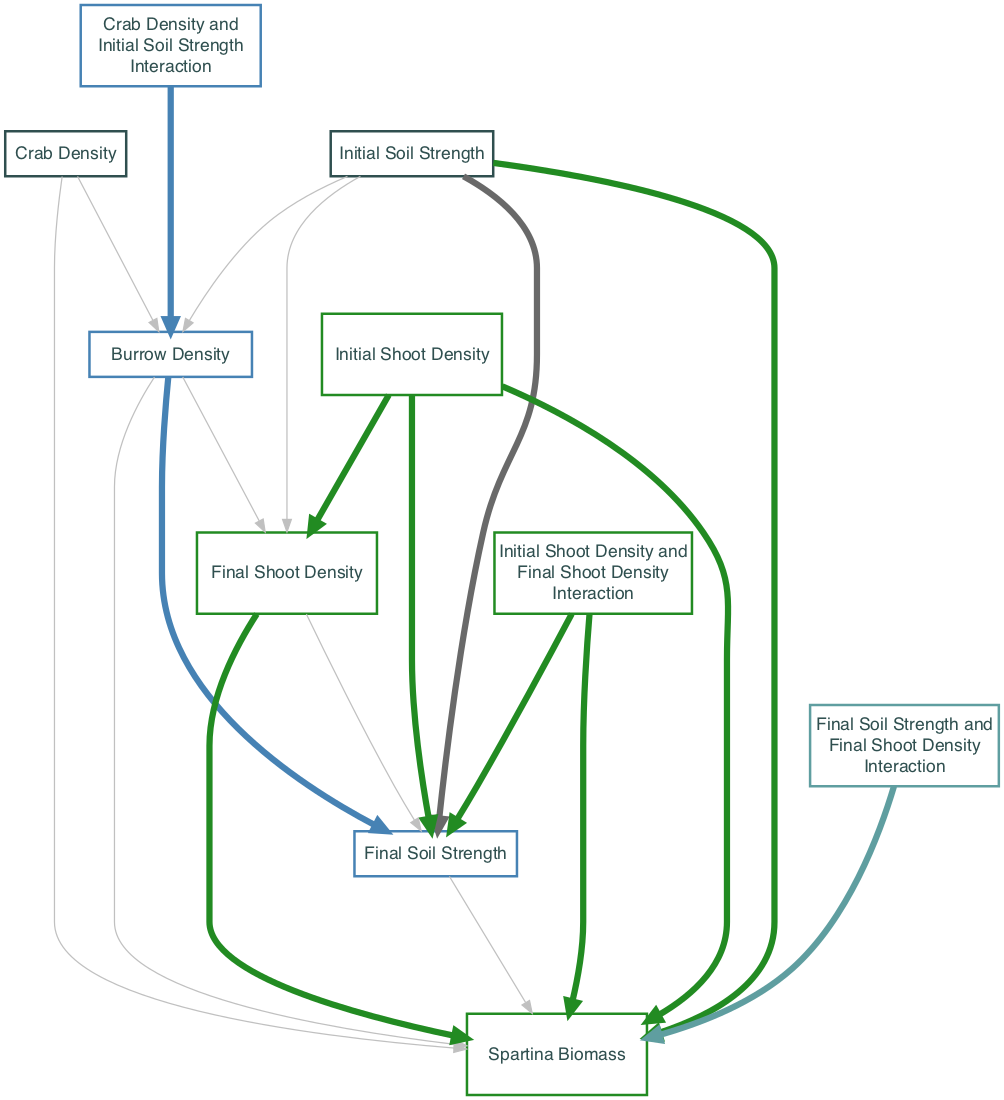 Crab Density and
Initial Soil Strength
Interaction
Crab Density
Initial Soil Strength
Burrow Density
Initial Shoot Density
Final Shoot Density
Initial Shoot Density and
Final Shoot Density
Interaction
Final Soil Strength and
Final Shoot Density
Interaction
Final Soil Strength
Spartina Biomass